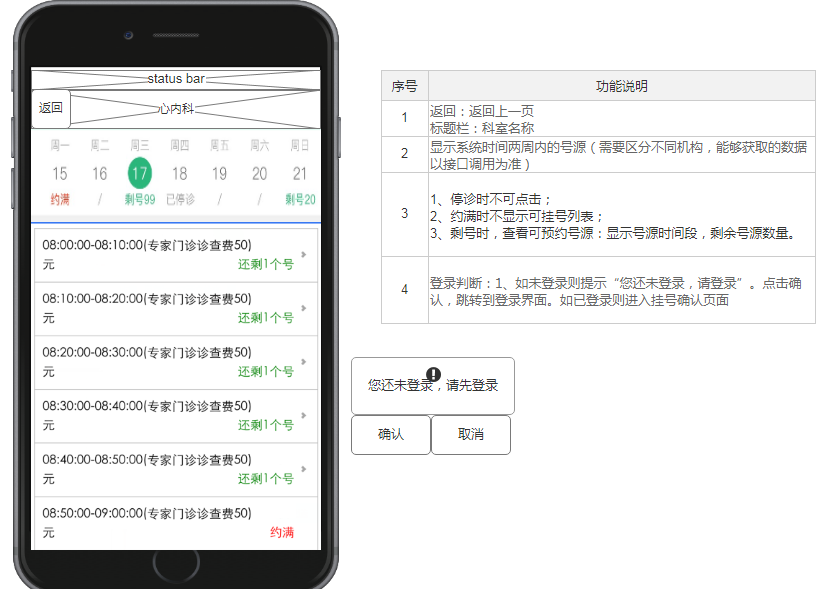 status bar
返回
心内科
周一 周二 周三 周四 周五 周六 周日
15 16 17 18 19 20 21
约满 / 剩号99 已停诊 / / 剩号20
08:00:00-08:10:00(专家门诊诊查费50)
元 还剩1个号
08:10:00-08:20:00(专家门诊诊查费50)
元 还剩1个号
08:20:00-08:30:00(专家门诊诊查费50)
元 还剩1个号
08:30:00-08:40:00(专家门诊诊查费50)
元 还剩1个号
08:40:00-08:50:00(专家门诊诊查费50)
元 还剩1个号
08:50:00-09:00:00(专家门诊诊查费50)
元 约满
序号 功能说明
1 返回：返回上一页
标题栏：科室名称
2 显示系统时间两周内的号源（需要区分不同机构，能够获取的数据
以接口调用为准）
3 1、停诊时不可点击；
2、约满时不显示可挂号列表；
3、剩号时，查看可预约号源：显示号源时间段，剩余号源数量。
4 登录判断：1、如未登录则提示“您还未登录，请登录”。点击确
认，跳转到登录界面。如已登录则进入挂号确认页面
您还未登录，请先登录
确认 取消